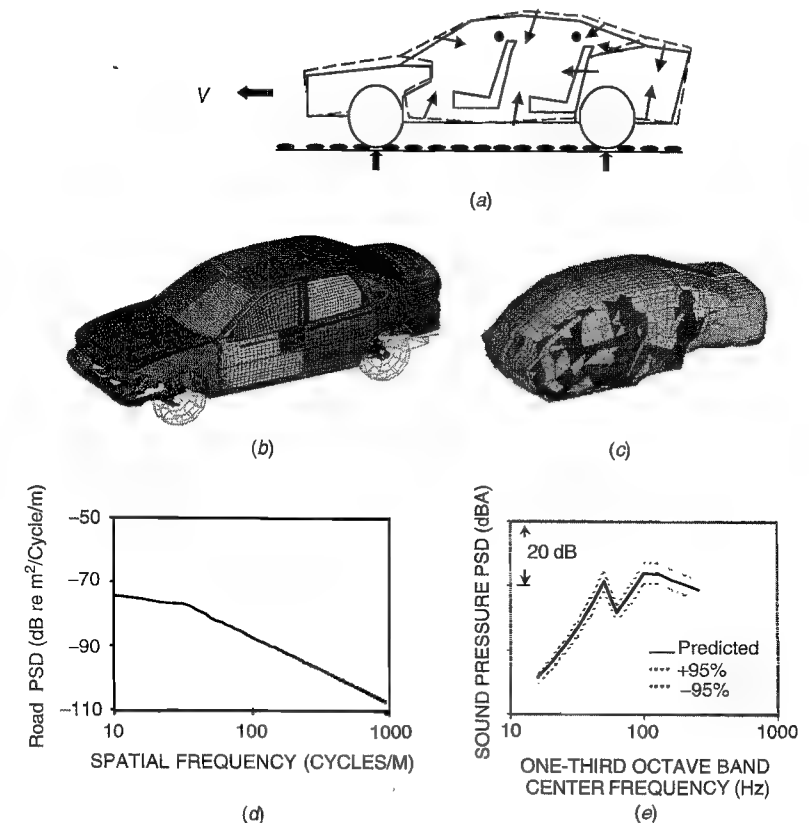 V
(a)
(b)
(c)
Road PSD (dB re m²/Cycle/m)
–50
–70
–90
–110
10
100
1000
SPATIAL FREQUENCY (CYCLES/M)
(d)
SOUND PRESSURE PSD (dBA)
20 dB
Predicted
+95%
–95%
10
100
1000
ONE-THIRD OCTAVE BAND
CENTER FREQUENCY (Hz)
(e)